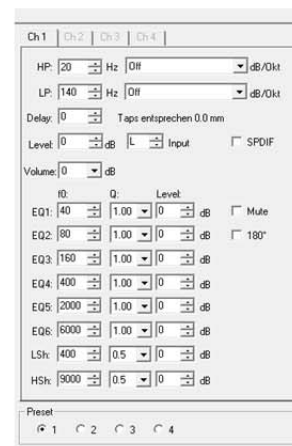 Ch 1 Ch 2 Ch 3 Ch 4
HP: 20 Hz Off dB/Okt
LP: 140 Hz Off dB/Okt
Delay: 0 Taps entsprechen 0.0 mm
Level: 0 dB L Input SPDIF
Volume: 0 dB
f0: Q: Level:
EQ1: 40 1.00 0 dB Mute
EQ2: 80 1.00 0 dB 180°
EQ3: 160 1.00 0 dB
EQ4: 400 1.00 0 dB
EQ5: 2000 1.00 0 dB
EQ6: 6000 1.00 0 dB
LSh: 400 0.5 0 dB
HSh: 9000 0.5 0 dB
Preset
1 2 3 4